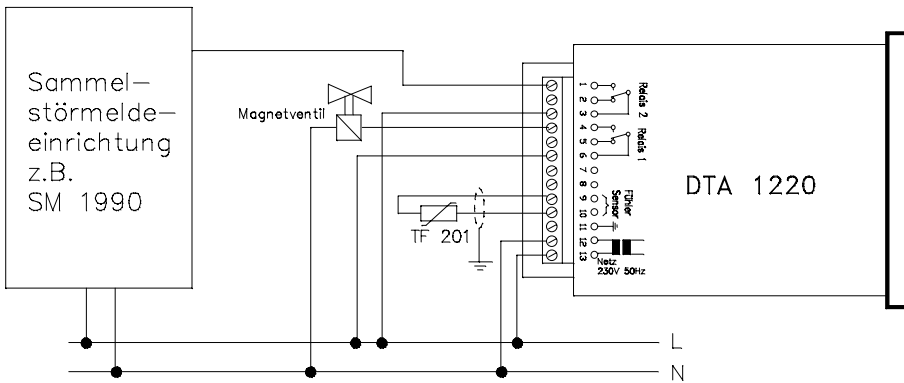 Sammel-
störmelde-
einrichtung
z.B.
SM 1990
Magnetventil
TF 201
1
2
3
4
5
6
7
8
9
10
11
12
13
Relais 2
Relais 1
Fühler
Sensor
Netz
230V 50Hz
DTA 1220
L
N